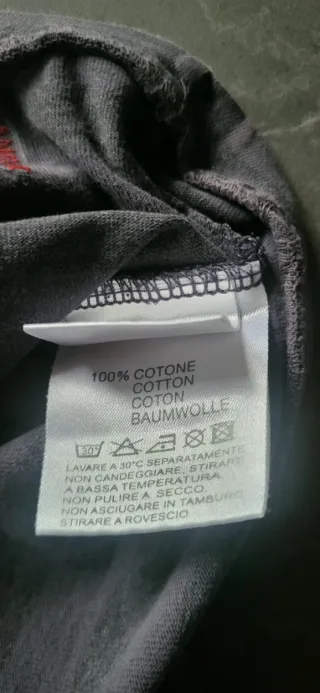 100% COTONE
COTTON
COTON
BAUMWOLLE
30°
LAVARE A 30°C SEPARATAMENTE
NON CANDEGGIARE, STIRARE
A BASSA TEMPERATURA.
NON PULIRE A SECCO.
NON ASCIUGARE IN TAMBURO
STIRARE A ROVESCIO